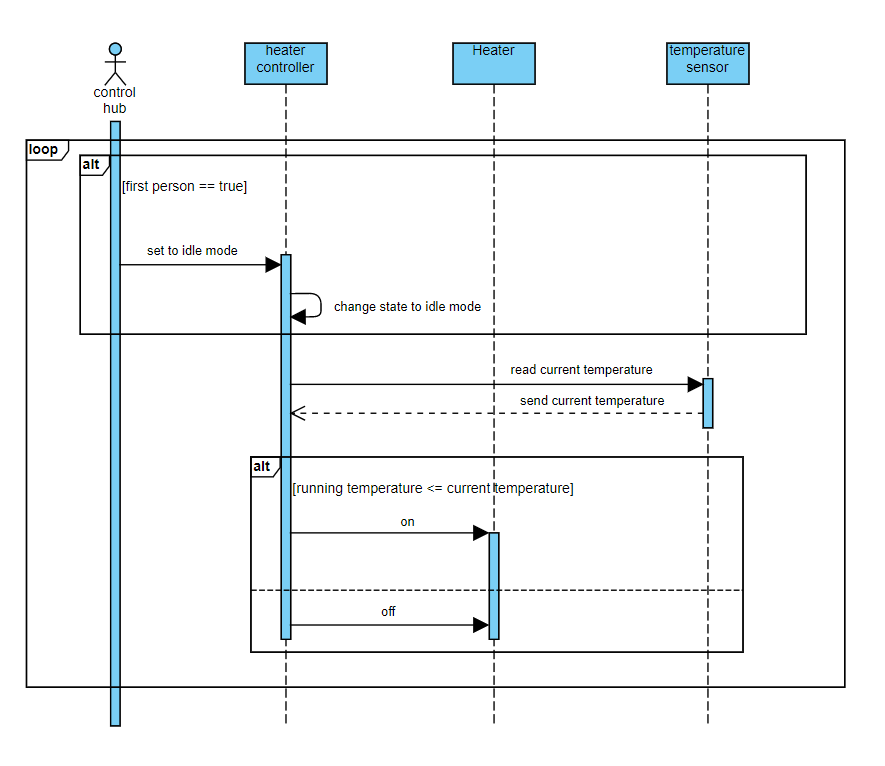 control
hub
heater
controller
Heater
temperature
sensor
loop
alt
[first person == true]
set to idle mode
change state to idle mode
read current temperature
send current temperature
alt
[running temperature <= current temperature]
on
off